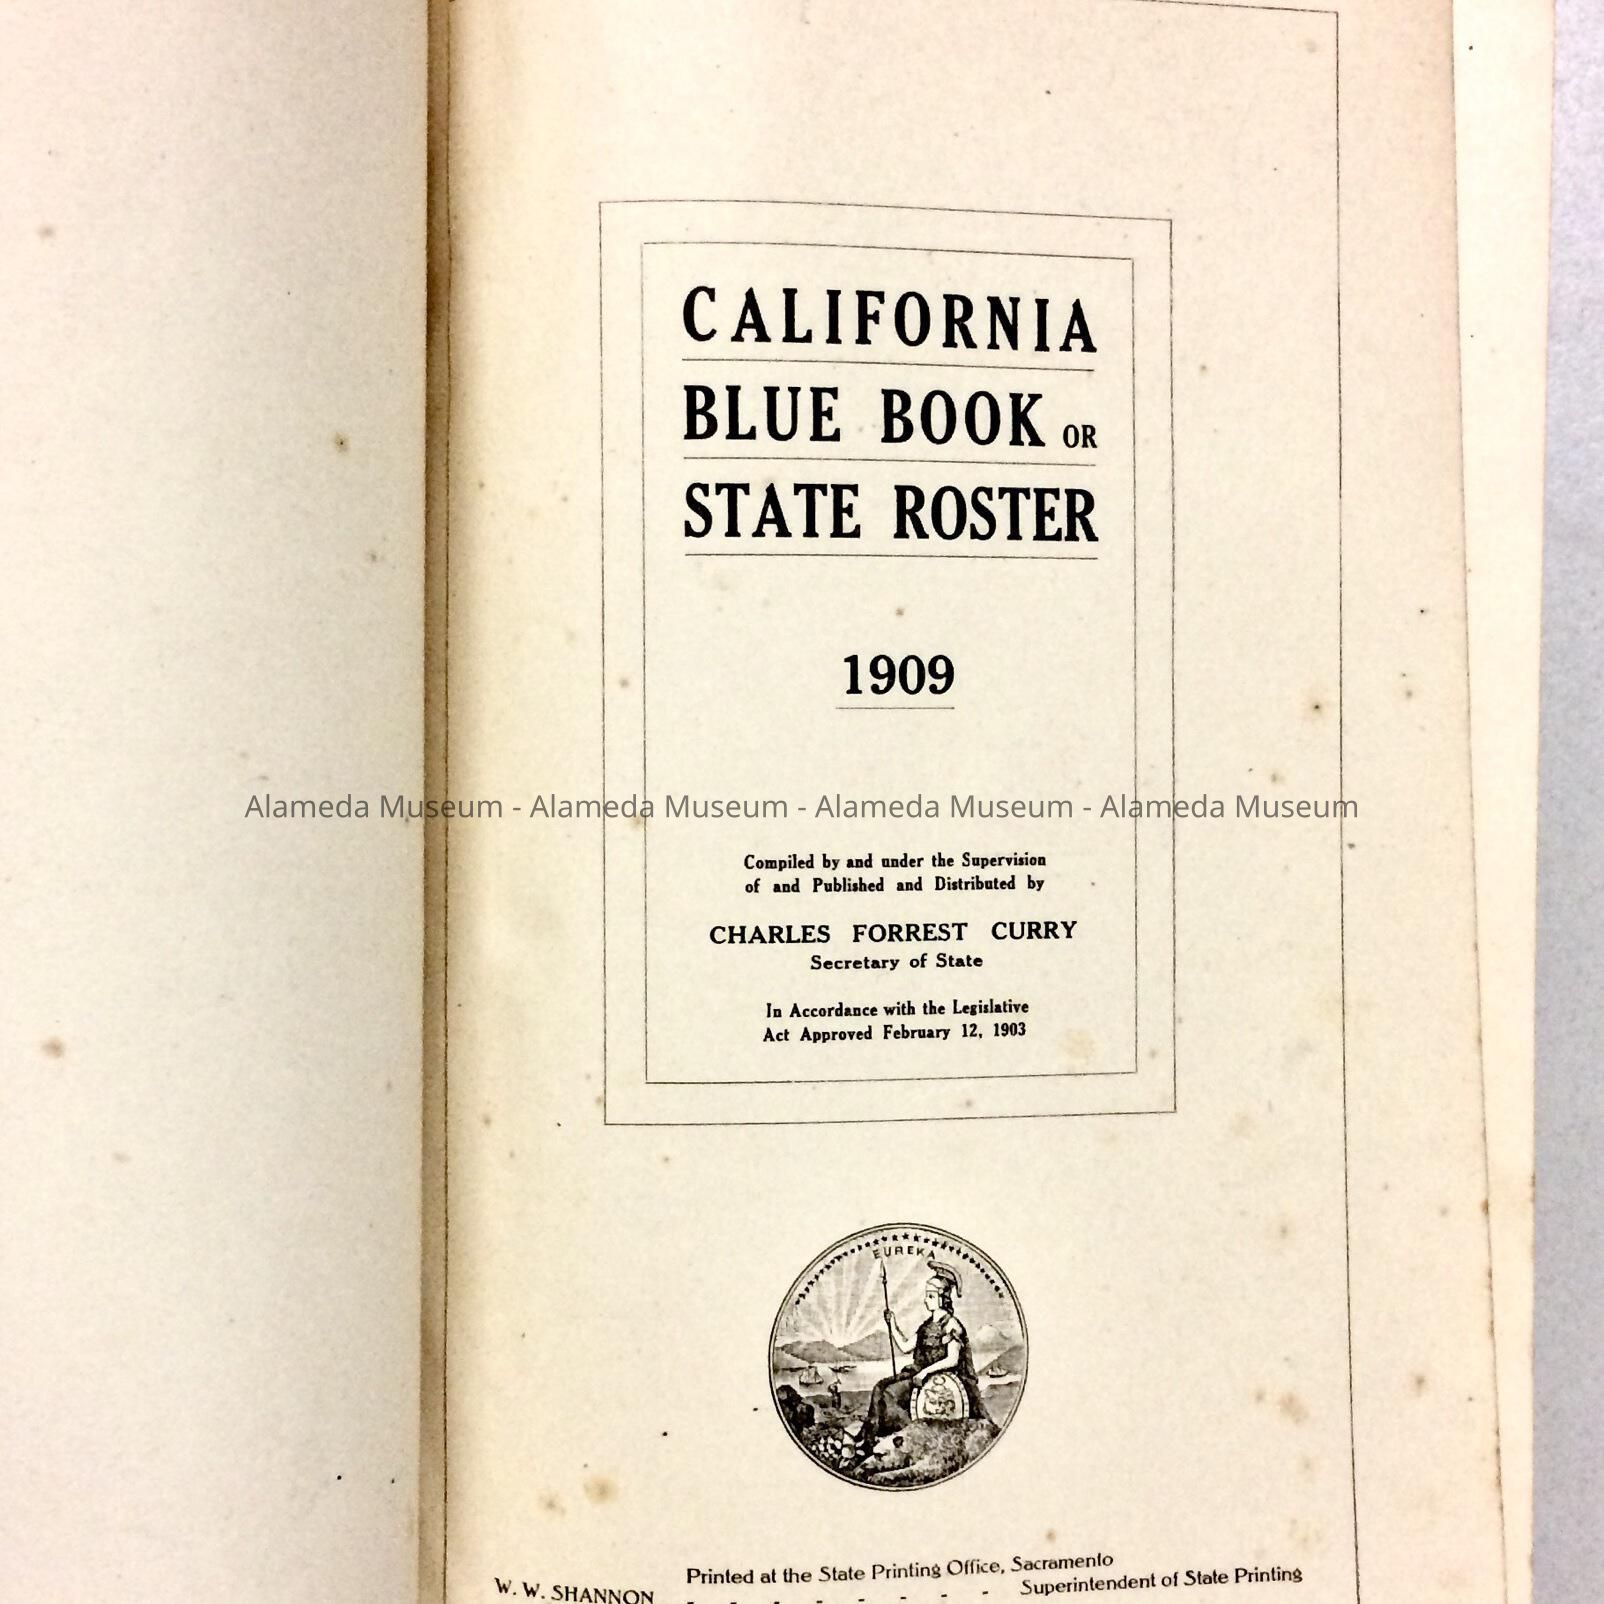 CALIFORNIA
BLUE BOOK OR
STATE ROSTER
1909
Alameda Museum - Alameda Museum - Alameda Museum - Alameda Museum
Compiled by and under the Supervision
of and Published and Distributed by
CHARLES FORREST CURRY
Secretary of State
In Accordance with the Legislative
Act Approved February 12, 1903
EUREKA
Printed at the State Printing Office, Sacramento
W. W. SHANNON - - - - - - - - Superintendent of State Printing